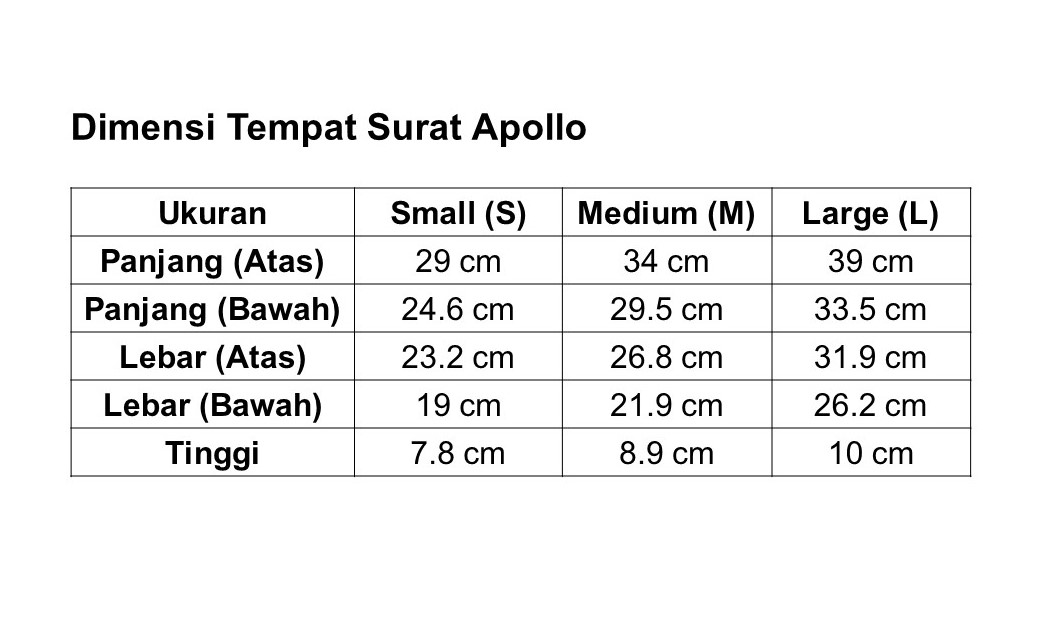 Dimensi Tempat Surat Apollo
Ukuran Small (S) Medium (M) Large (L)
Panjang (Atas) 29 cm 34 cm 39 cm
Panjang (Bawah) 24.6 cm 29.5 cm 33.5 cm
Lebar (Atas) 23.2 cm 26.8 cm 31.9 cm
Lebar (Bawah) 19 cm 21.9 cm 26.2 cm
Tinggi 7.8 cm 8.9 cm 10 cm